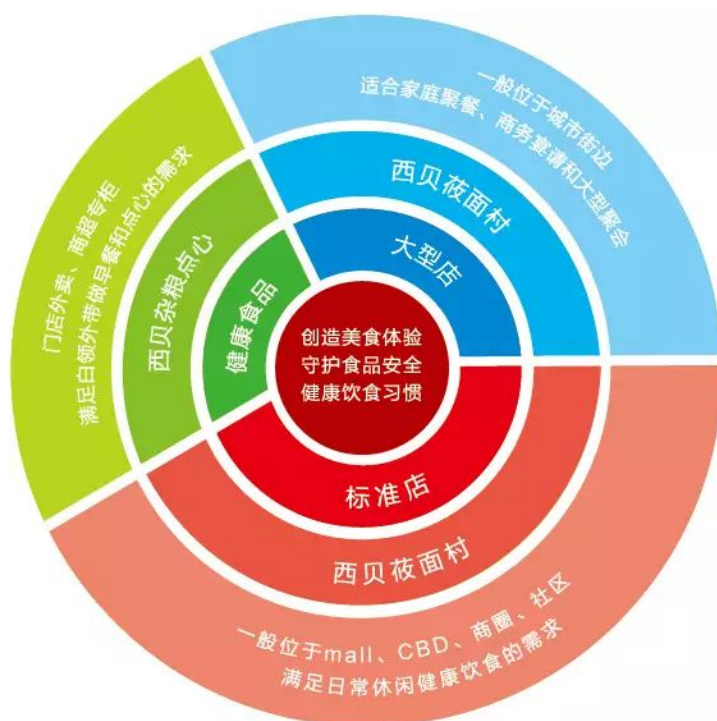 创造美食体验
守护食品安全
健康饮食习惯
大型店
西贝莜面村
一般位于城市街边
适合家庭聚餐、商务宴请和大型聚会
标准店
西贝莜面村
一般位于mall、CBD、商圈、社区
满足日常休闲健康饮食的需求
健康食品
西贝杂粮点心
门店外卖、商超专柜
满足白领外带做早餐和点心的需求